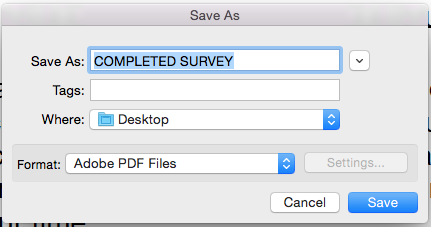 Save As
Save As: COMPLETED SURVEY
Tags:
Where: Desktop
Format: Adobe PDF Files Settings...
Cancel Save